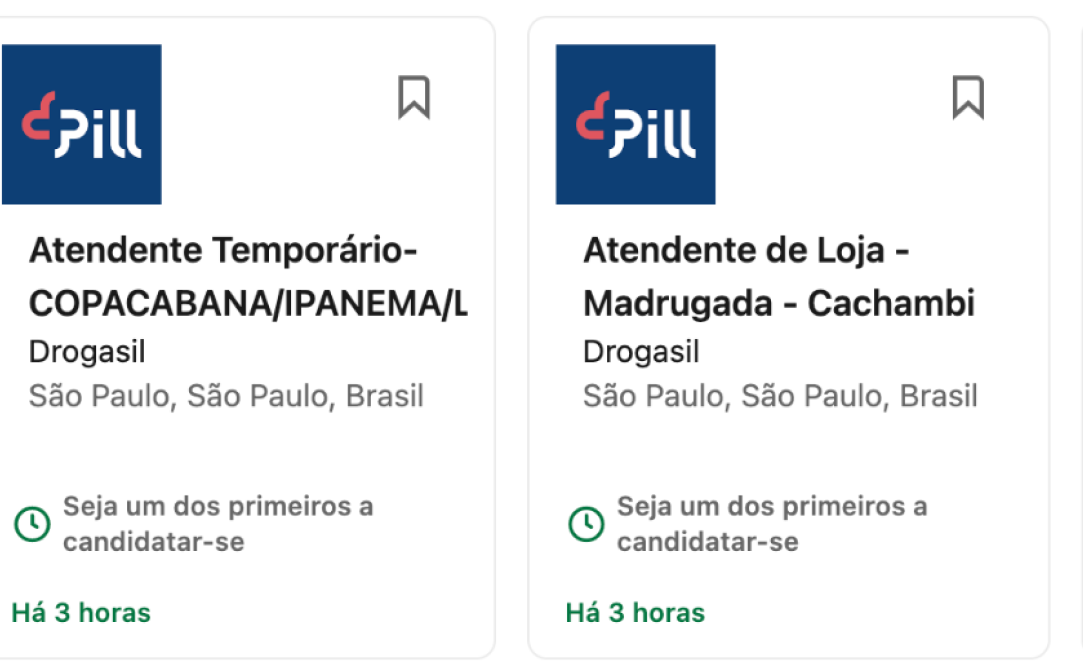 Pill
Atendente Temporário-
COPACABANA/IPANEMA/L
Drogasil
São Paulo, São Paulo, Brasil
Seja um dos primeiros a
candidatar-se
Há 3 horas
Pill
Atendente de Loja -
Madrugada - Cachambi
Drogasil
São Paulo, São Paulo, Brasil
Seja um dos primeiros a
candidatar-se
Há 3 horas